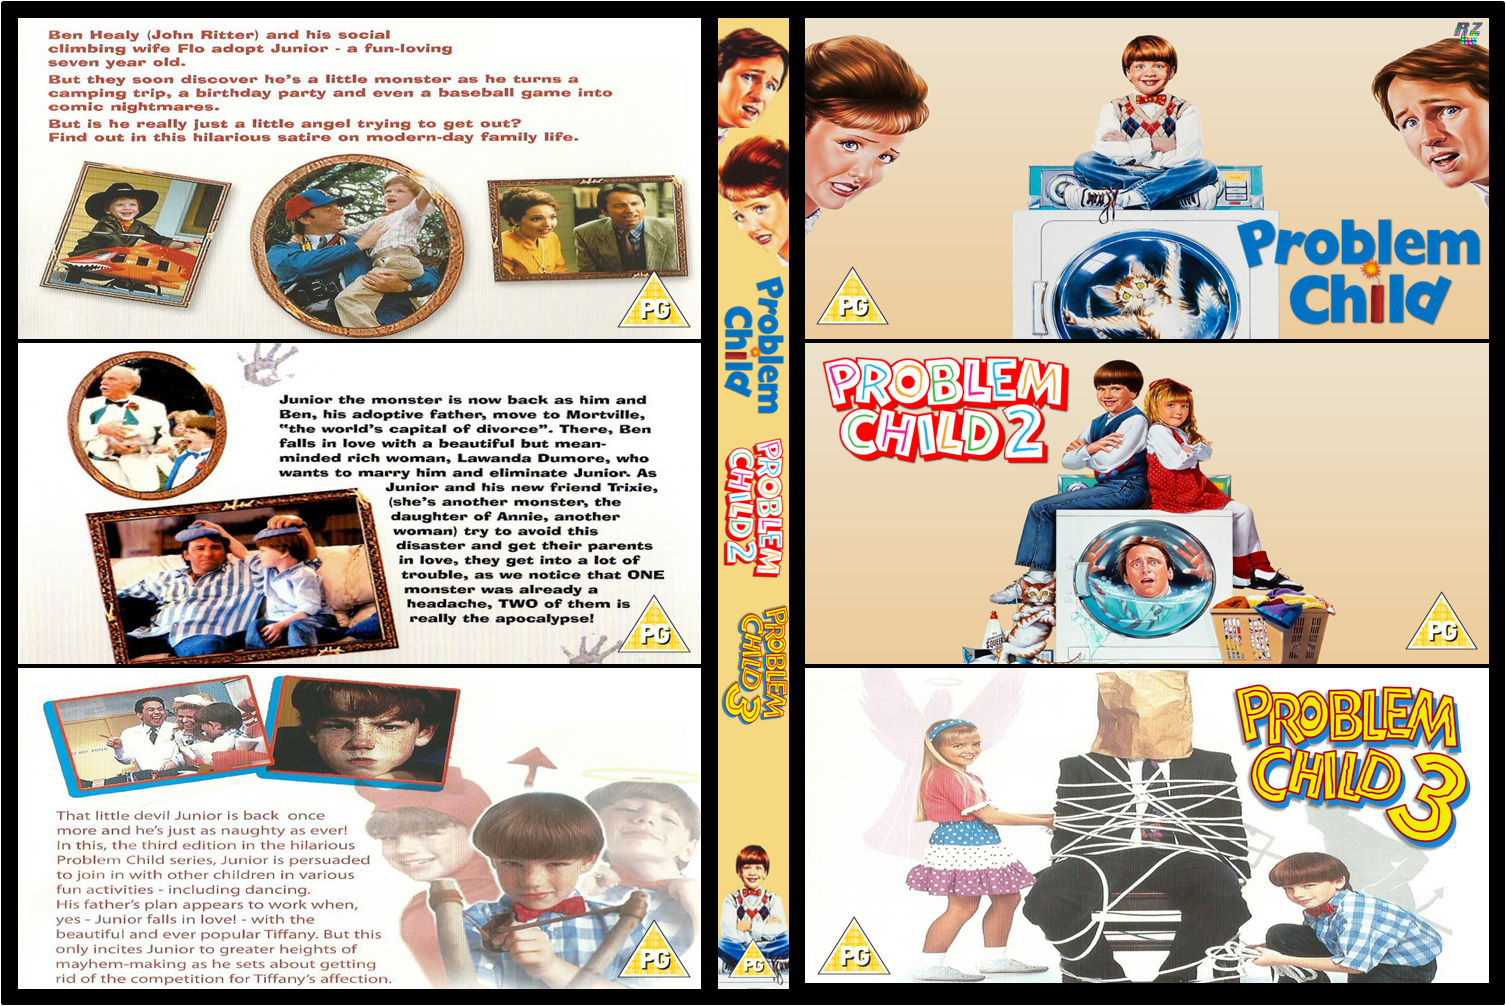 Ben Healy (John Ritter) and his social
climbing wife Flo adopt Junior - a fun-loving
seven year old.
But they soon discover he's a little monster as he turns a
camping trip, a birthday party and even a baseball game into
comic nightmares.
But is he really just a little angel trying to get out?
Find out in this hilarious satire on modern-day family life.
PG
Junior the monster is now back as him and
Ben, his adoptive father, move to Mortville,
"the world's capital of divorce". There, Ben
falls in love with a beautiful but mean-
minded rich woman, Lawanda Dumore, who
wants to marry him and eliminate Junior. As
Junior and his new friend Trixie,
(she's another monster, the
daughter of Annie, another
woman) try to avoid this
disaster and get their parents
in love, they get into a lot of
trouble, as we notice that ONE
monster was already a
headache, TWO of them is
really the apocalypse!
PG
That little devil Junior is back once
more and he's just as naughty as ever!
In this, the third edition in the hilarious
Problem Child series, Junior is persuaded
to join in with other children in various
fun activities - including dancing.
His father's plan appears to work when,
yes - Junior falls in love! - with the
beautiful and ever popular Tiffany. But this
only incites Junior to greater heights of
mayhem-making as he sets about getting
rid of the competition for Tiffany's affection.
PG
Problem
Child
PROBLEM
CHILD 2
PROBLEM
CHILD 3
PG
RZ
Problem
Child
PG
PROBLEM
CHILD 2
PG
PROBLEM
CHILD 3
PG